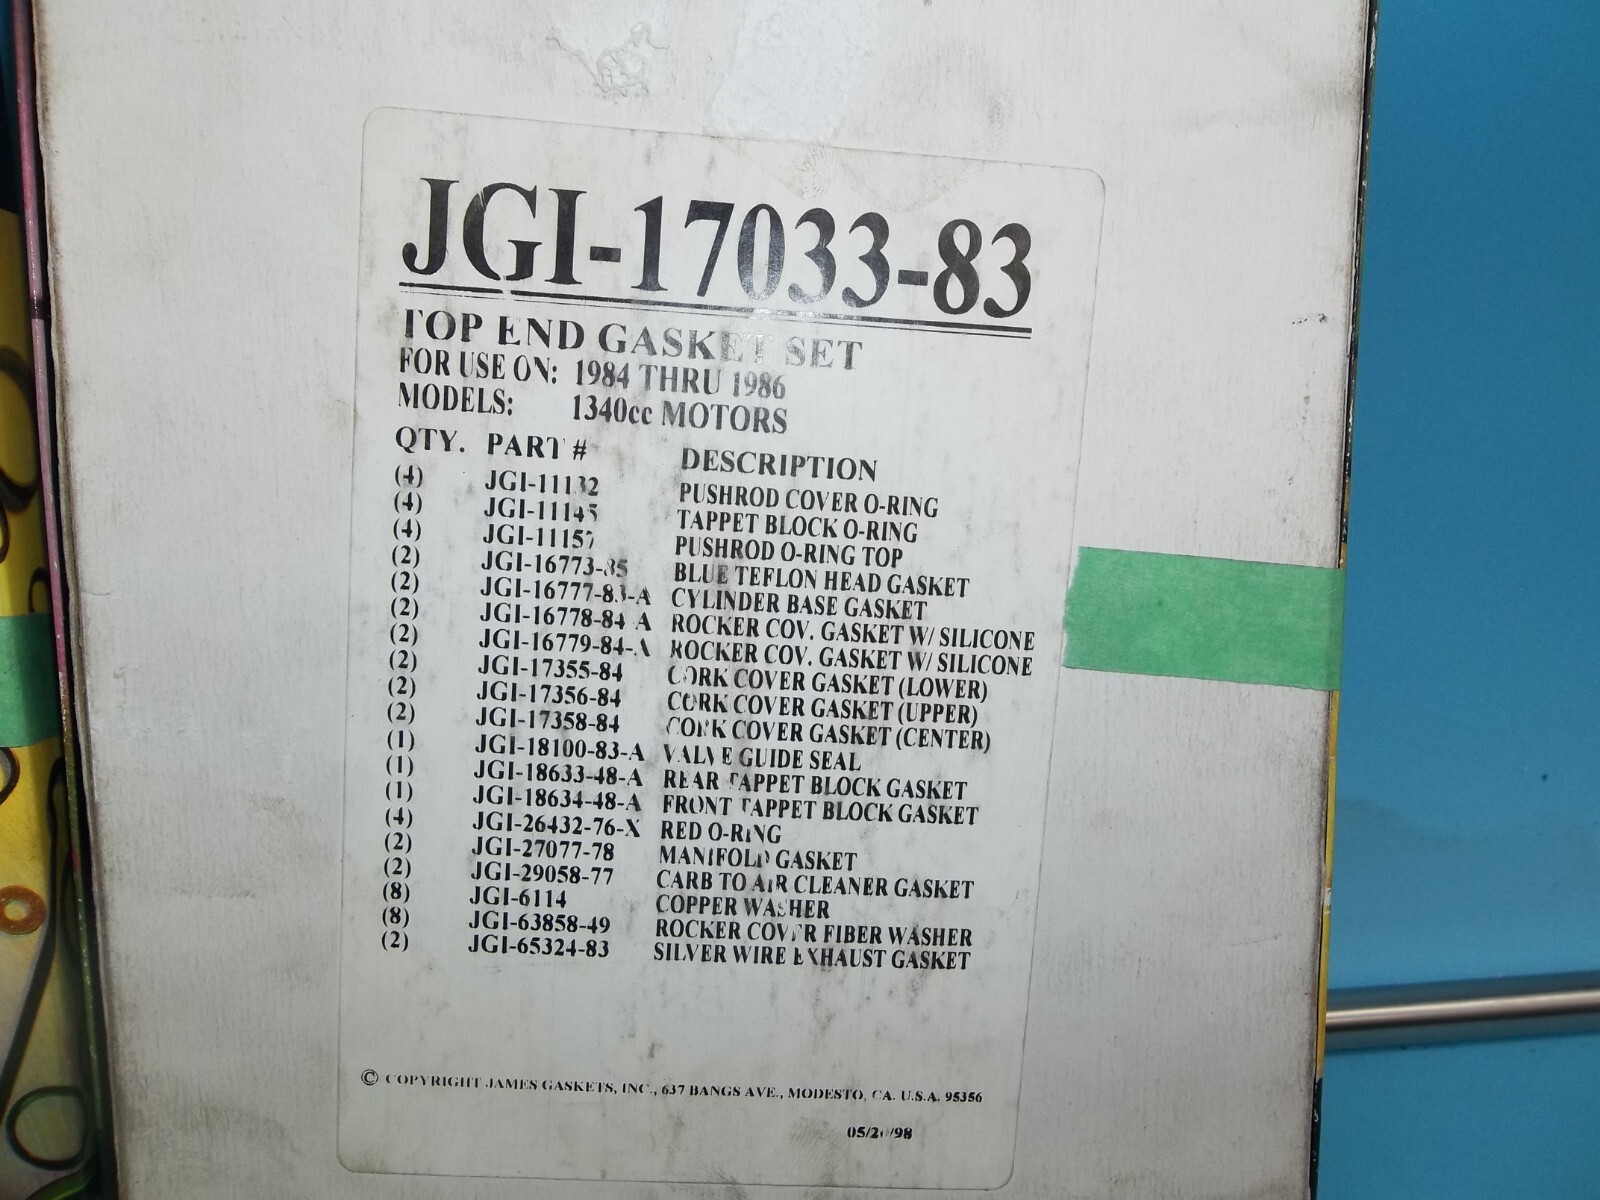 JGI-17033-83
TOP END GASKET SET
FOR USE ON: 1984 THRU 1986
MODELS: 1340cc MOTORS
QTY. PART # DESCRIPTION
(4) JGI-11132 PUSHROD COVER O-RING
(4) JGI-11145 TAPPET BLOCK O-RING
(4) JGI-11157 PUSHROD O-RING TOP
(2) JGI-16773-85 BLUE TEFLON HEAD GASKET
(2) JGI-16777-83-A CYLINDER BASE GASKET
(2) JGI-16778-84-A ROCKER COV. GASKET W/ SILICONE
(2) JGI-16779-84-A ROCKER COV. GASKET W/ SILICONE
(2) JGI-17355-84 CORK COVER GASKET (LOWER)
(2) JGI-17356-84 CORK COVER GASKET (UPPER)
(2) JGI-17358-84 CORK COVER GASKET (CENTER)
(1) JGI-18100-83-A VALVE GUIDE SEAL
(1) JGI-18633-48-A REAR TAPPET BLOCK GASKET
(1) JGI-18634-48-A FRONT TAPPET BLOCK GASKET
(4) JGI-26432-76-X RED O-RING
(2) JGI-27077-78 MANIFOLD GASKET
(2) JGI-29058-77 CARB TO AIR CLEANER GASKET
(8) JGI-6114 COPPER WASHER
(8) JGI-63858-49 ROCKER COVER FIBER WASHER
(2) JGI-65324-83 SILVER WIRE EXHAUST GASKET
© COPYRIGHT JAMES GASKETS, INC., 637 BANGS AVE., MODESTO, CA. U.S.A. 95356